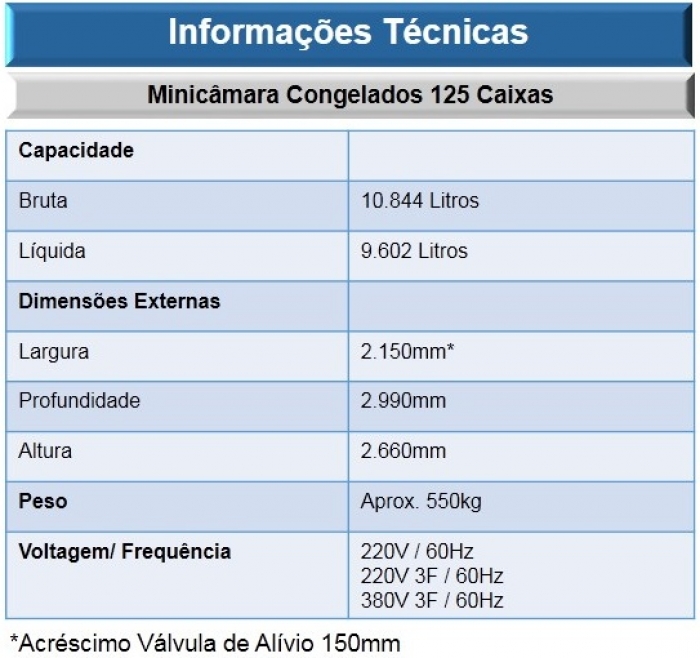 Informações Técnicas
Minicâmara Congelados 125 Caixas
Capacidade
Bruta 10.844 Litros
Líquida 9.602 Litros
Dimensões Externas
Largura 2.150mm*
Profundidade 2.990mm
Altura 2.660mm
Peso Aprox. 550kg
Voltagem/ Frequência 220V / 60Hz
220V 3F / 60Hz
380V 3F / 60Hz
*Acréscimo Válvula de Alívio 150mm